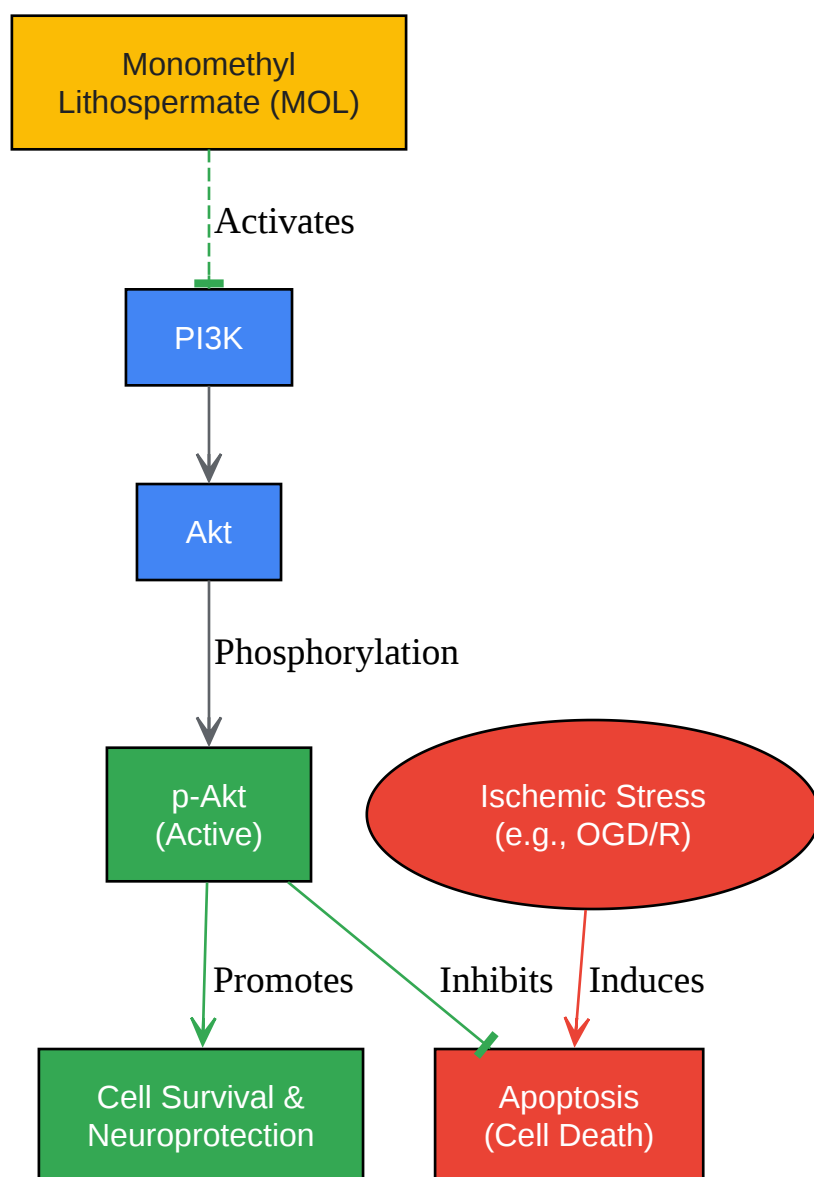 Monomethyl
Lithospermate (MOL)
Activates
PI3K
Akt
Phosphorylation
p-Akt
(Active)
Ischemic Stress
(e.g., OGD/R)
Promotes
Inhibits
Induces
Cell Survival &
Neuroprotection
Apoptosis
(Cell Death)